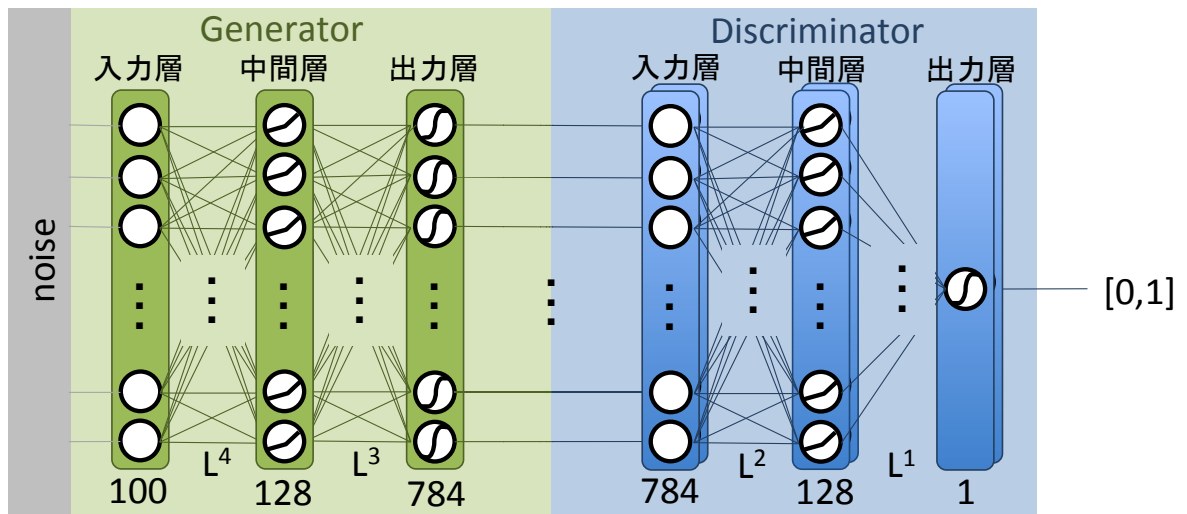 Generator
Discriminator
入力層 中間層 出力層 入力層 中間層 出力層
noise
[0,1]
L⁴ L³ L² L¹
100 128 784 784 128 1